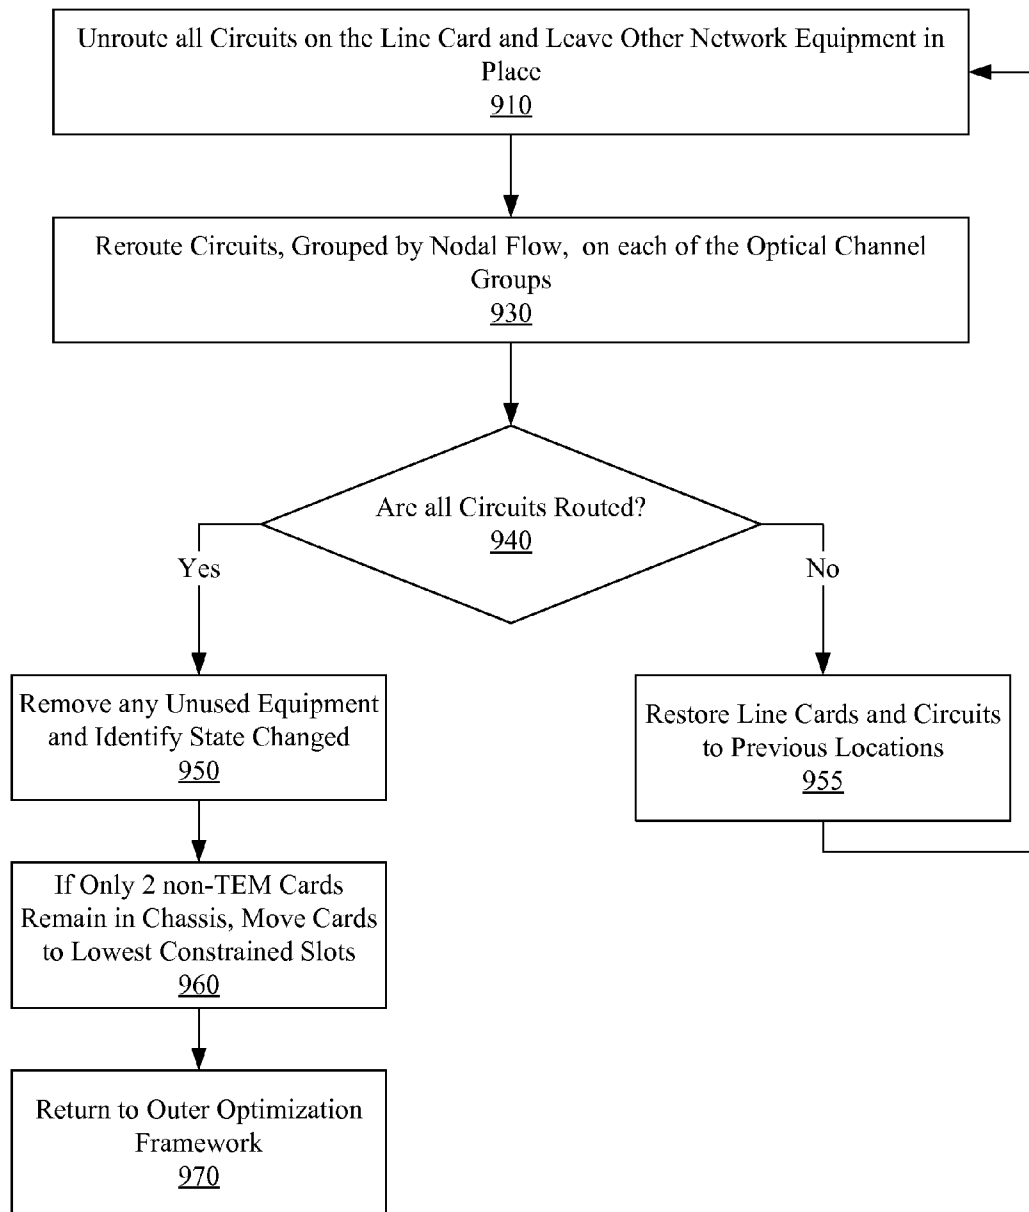 Unroute all Circuits on the Line Card and Leave Other Network Equipment in
Place
910
Reroute Circuits, Grouped by Nodal Flow, on each of the Optical Channel
Groups
930
Are all Circuits Routed?
940
Yes
No
Remove any Unused Equipment
and Identify State Changed
950
Restore Line Cards and Circuits
to Previous Locations
955
If Only 2 non-TEM Cards
Remain in Chassis, Move Cards
to Lowest Constrained Slots
960
Return to Outer Optimization
Framework
970